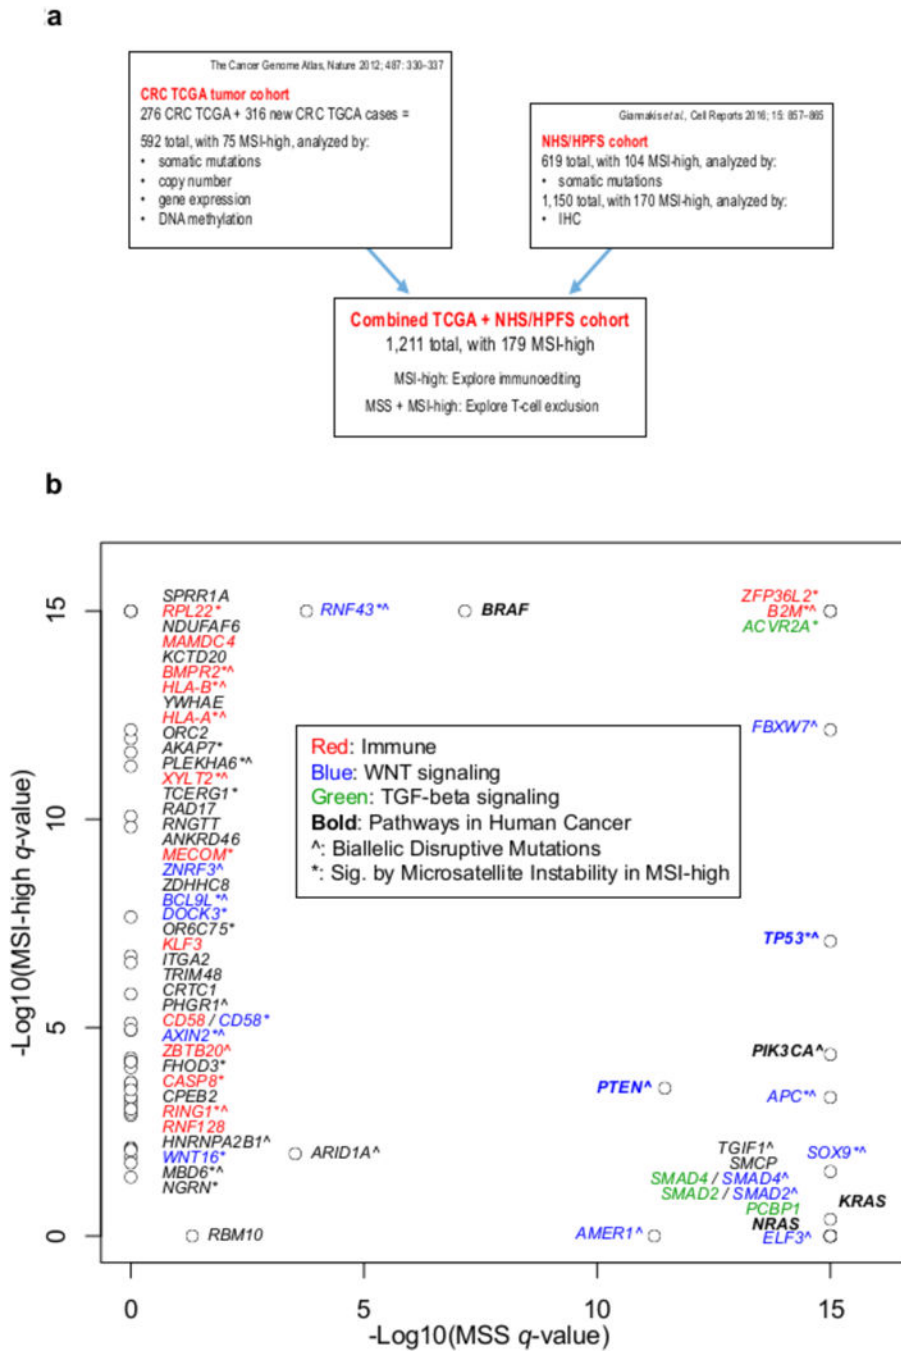 a
The Cancer Genome Atlas, Nature 2012; 487: 330–337
CRC TCGA tumor cohort
276 CRC TCGA + 316 new CRC TGCA cases =
592 total, with 75 MSI-high, analyzed by:
• somatic mutations
• copy number
• gene expression
• DNA methylation
Giannakis et al., Cell Reports 2016; 15: 857–865
NHS/HPFS cohort
619 total, with 104 MSI-high, analyzed by:
• somatic mutations
1,150 total, with 170 MSI-high, analyzed by:
• IHC
Combined TCGA + NHS/HPFS cohort
1,211 total, with 179 MSI-high
MSI-high: Explore immunoediting
MSS + MSI-high: Explore T-cell exclusion
b
-Log10(MSI-high q-value)
15
10
5
0
SPRR1A
RPL22*
NDUFAF6
MAMDC4
KCTD20
BMPR2*^
HLA-B*^
YWHAE
HLA-A*^
ORC2
AKAP7*
PLEKHA6*^
XYLT2*^
TCERG1*
RAD17
RNGTT
ANKRD46
MECOM*
ZNRF3^
ZDHHC8
BCL9L*^
DOCK3*
OR6C75*
KLF3
ITGA2
TRIM48
CRTC1
PHGR1^
CD58 / CD58*
AXIN2*^
ZBTB20^
FHOD3*
CASP8*
CPEB2
RING1*^
RNF128
HNRNPA2B1^
WNT16*
MBD6*^
NGRN*
RBM10
ARID1A^
RNF43*^
BRAF
ZFP36L2*
B2M*^
ACVR2A*
FBXW7^
Red: Immune
Blue: WNT signaling
Green: TGF-beta signaling
Bold: Pathways in Human Cancer
^: Biallelic Disruptive Mutations
*: Sig. by Microsatellite Instability in MSI-high
TP53*^
PIK3CA^
PTEN^
APC*^
TGIF1^
SOX9*^
SMCP
SMAD4 / SMAD4^
SMAD2 / SMAD2^
PCBP1
KRAS
NRAS
AMER1^
ELF3^
0
5
10
15
-Log10(MSS q-value)